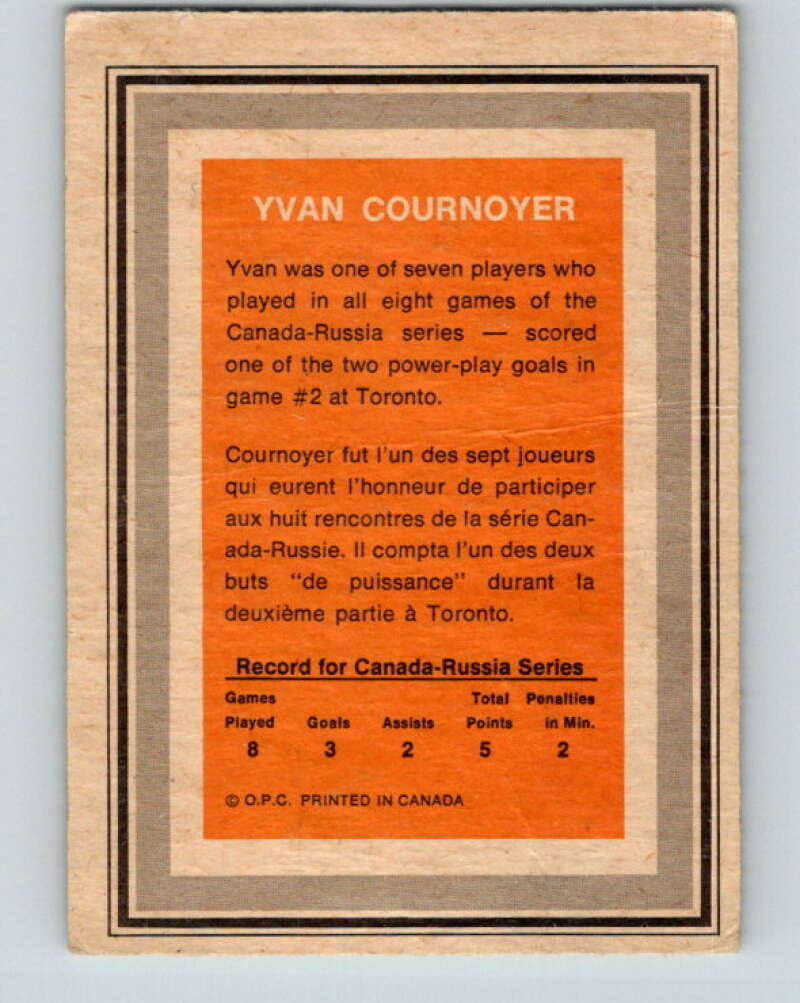 YVAN COURNOYER
Yvan was one of seven players who
played in all eight games of the
Canada-Russia series — scored
one of the two power-play goals in
game #2 at Toronto.
Cournoyer fut l'un des sept joueurs
qui eurent l'honneur de participer
aux huit rencontres de la série Can-
ada-Russie. Il compta l'un des deux
buts "de puissance" durant la
deuxième partie à Toronto.
Record for Canada-Russia Series
Games Total Penalties
Played Goals Assists Points in Min.
8 3 2 5 2
© O.P.C. PRINTED IN CANADA